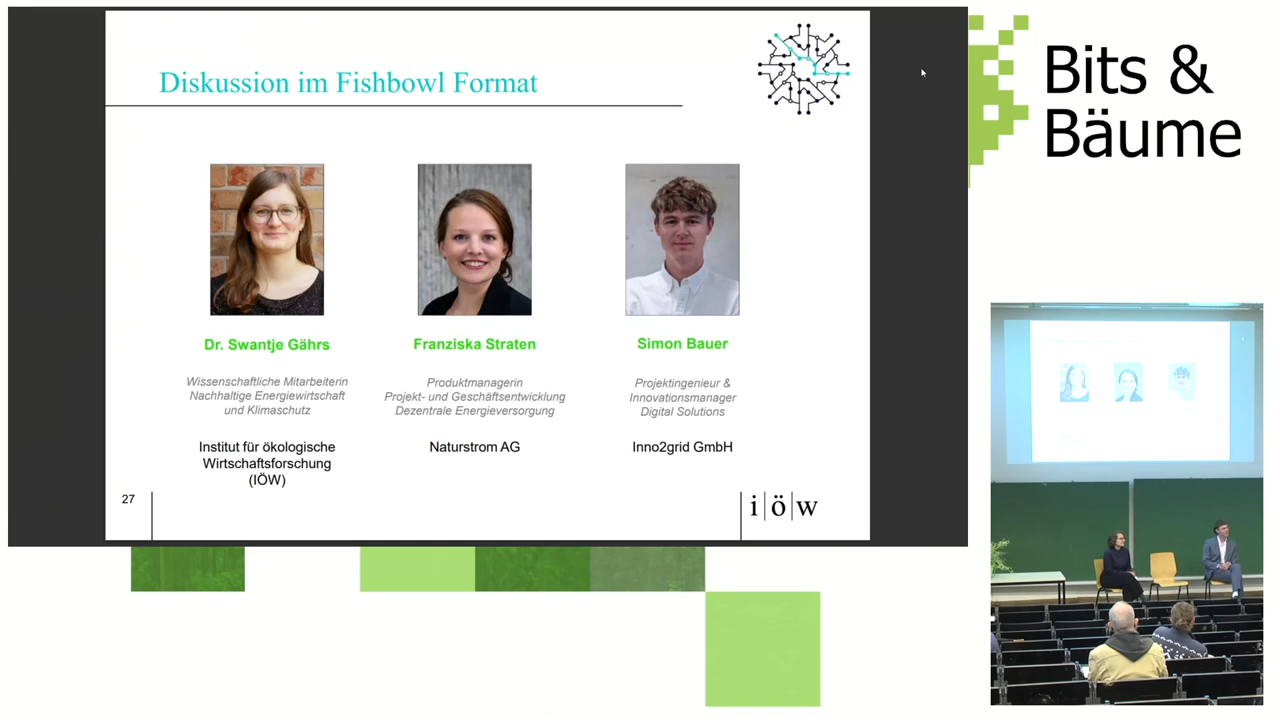 Diskussion im Fishbowl Format
Dr. Swantje Gährs
Wissenschaftliche Mitarbeiterin
Nachhaltige Energiewirtschaft
und Klimaschutz
Institut für ökologische
Wirtschaftsforschung
(IÖW)
Franziska Straten
Produktmanagerin
Projekt- und Geschäftsentwicklung
Dezentrale Energieversorgung
Naturstrom AG
Simon Bauer
Projektingenieur &
Innovationsmanager
Digital Solutions
Inno2grid GmbH
27
i|ö|w
Bits &
Bäume